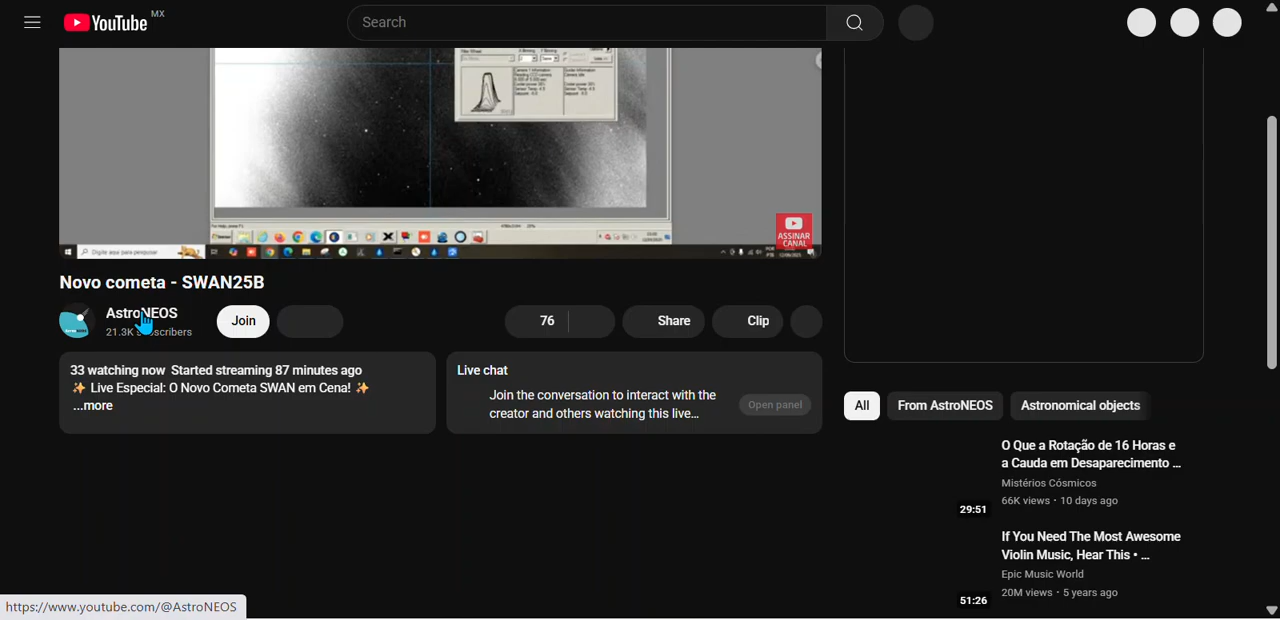 YouTube MX
Search
Digite aqui para pesquisar
ASSINAR
CANAL
Novo cometa - SWAN25B
AstroNEOS
21.3K
Join
76
Share
Clip
33 watching now Started streaming 87 minutes ago
✨ Live Especial: O Novo Cometa SWAN em Cena! ✨
...more
Live chat
Join the conversation to interact with the
creator and others watching this live...
Open panel
All
From AstroNEOS
Astronomical objects
O Que a Rotação de 16 Horas e
a Cauda em Desaparecimento ...
Mistérios Cósmicos
66K views • 10 days ago
29:51
If You Need The Most Awesome
Violin Music, Hear This • ...
Epic Music World
20M views • 5 years ago
51:26
https://www.youtube.com/@AstroNEOS